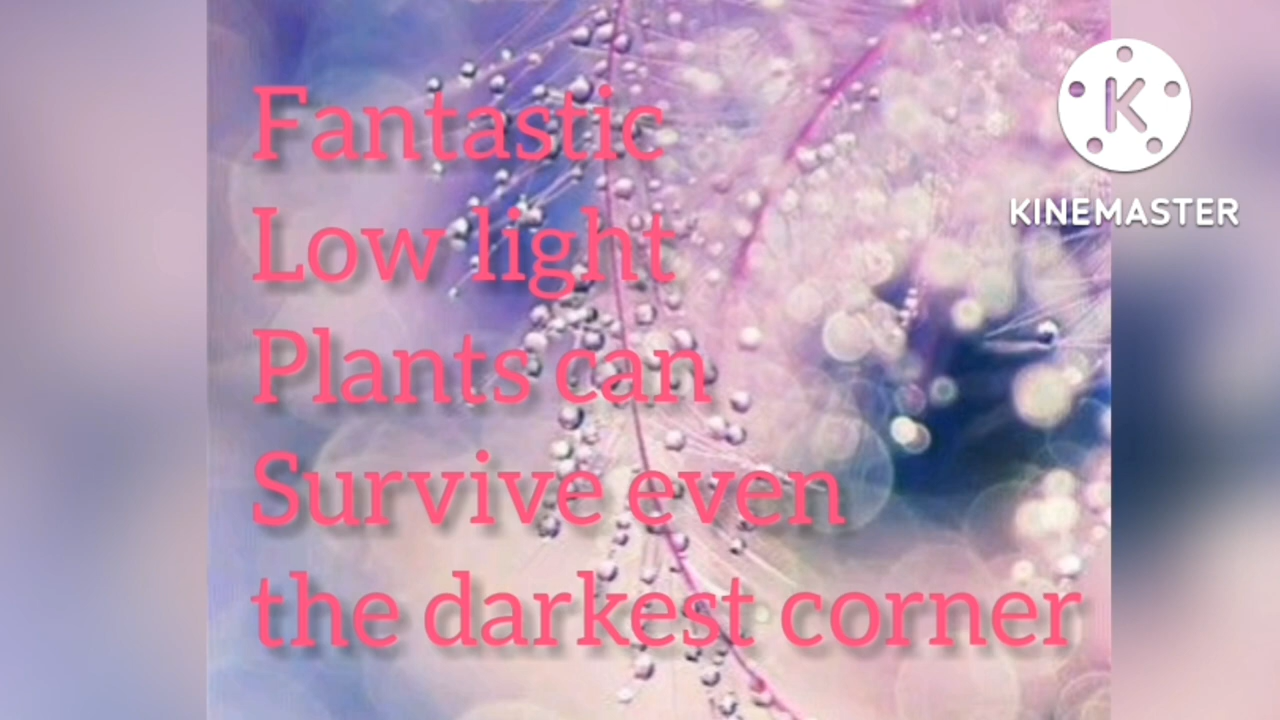 Fantastic
Low light
Plants can
Survive even
the darkest corner
K
KINEMASTER